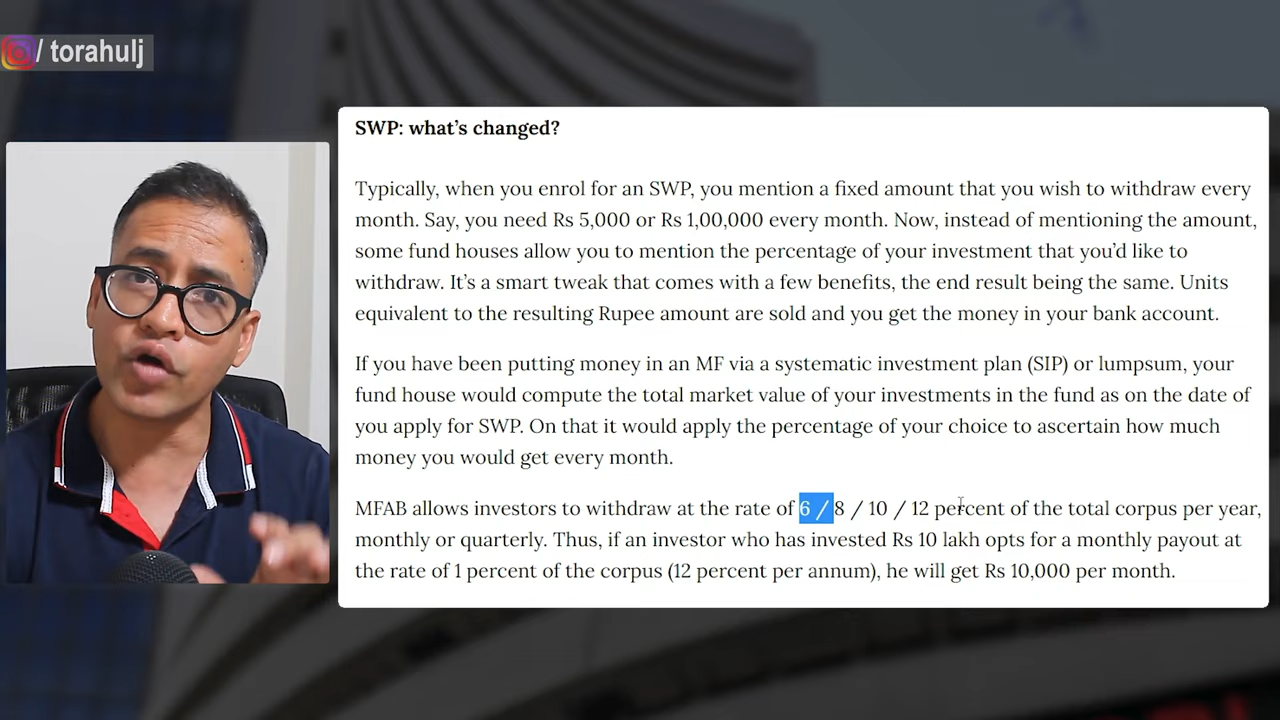 / torahulj
SWP: what's changed?
Typically, when you enrol for an SWP, you mention a fixed amount that you wish to withdraw every
month. Say, you need Rs 5,000 or Rs 1,00,000 every month. Now, instead of mentioning the amount,
some fund houses allow you to mention the percentage of your investment that you'd like to
withdraw. It's a smart tweak that comes with a few benefits, the end result being the same. Units
equivalent to the resulting Rupee amount are sold and you get the money in your bank account.
If you have been putting money in an MF via a systematic investment plan (SIP) or lumpsum, your
fund house would compute the total market value of your investments in the fund as on the date of
you apply for SWP. On that it would apply the percentage of your choice to ascertain how much
money you would get every month.
MFAB allows investors to withdraw at the rate of 6 / 8 / 10 / 12 percent of the total corpus per year,
monthly or quarterly. Thus, if an investor who has invested Rs 10 lakh opts for a monthly payout at
the rate of 1 percent of the corpus (12 percent per annum), he will get Rs 10,000 per month.